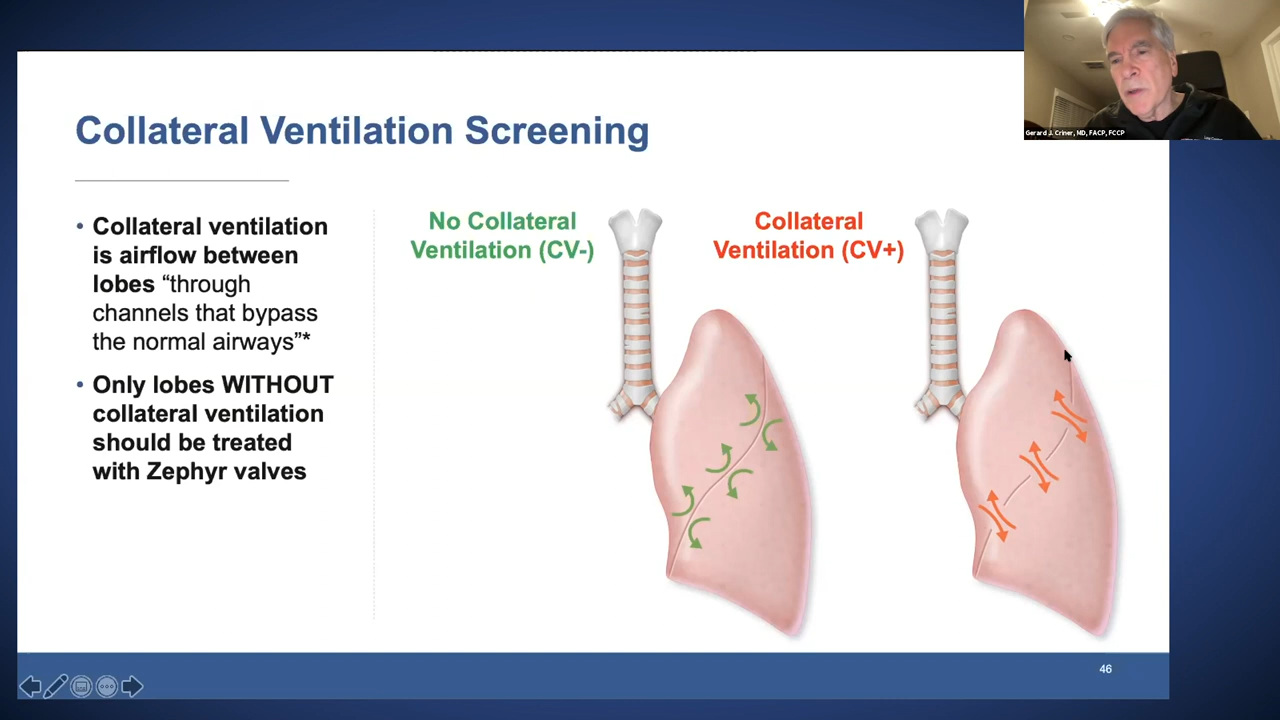 Collateral Ventilation Screening
• Collateral ventilation
is airflow between
lobes “through
channels that bypass
the normal airways”*
• Only lobes WITHOUT
collateral ventilation
should be treated
with Zephyr valves
No Collateral
Ventilation (CV-)
Collateral
Ventilation (CV+)
Gerard J. Criner, MD, FACP, FCCP
46